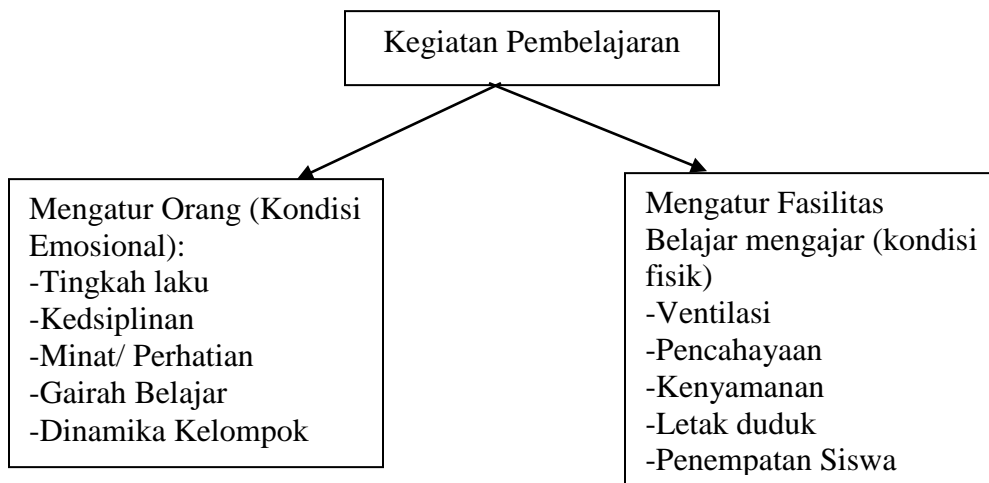 Kegiatan Pembelajaran
Mengatur Orang (Kondisi
Emosional):
-Tingkah laku
-Kedsiplinan
-Minat/ Perhatian
-Gairah Belajar
-Dinamika Kelompok
Mengatur Fasilitas
Belajar mengajar (kondisi
fisik)
-Ventilasi
-Pencahayaan
-Kenyamanan
-Letak duduk
-Penempatan Siswa